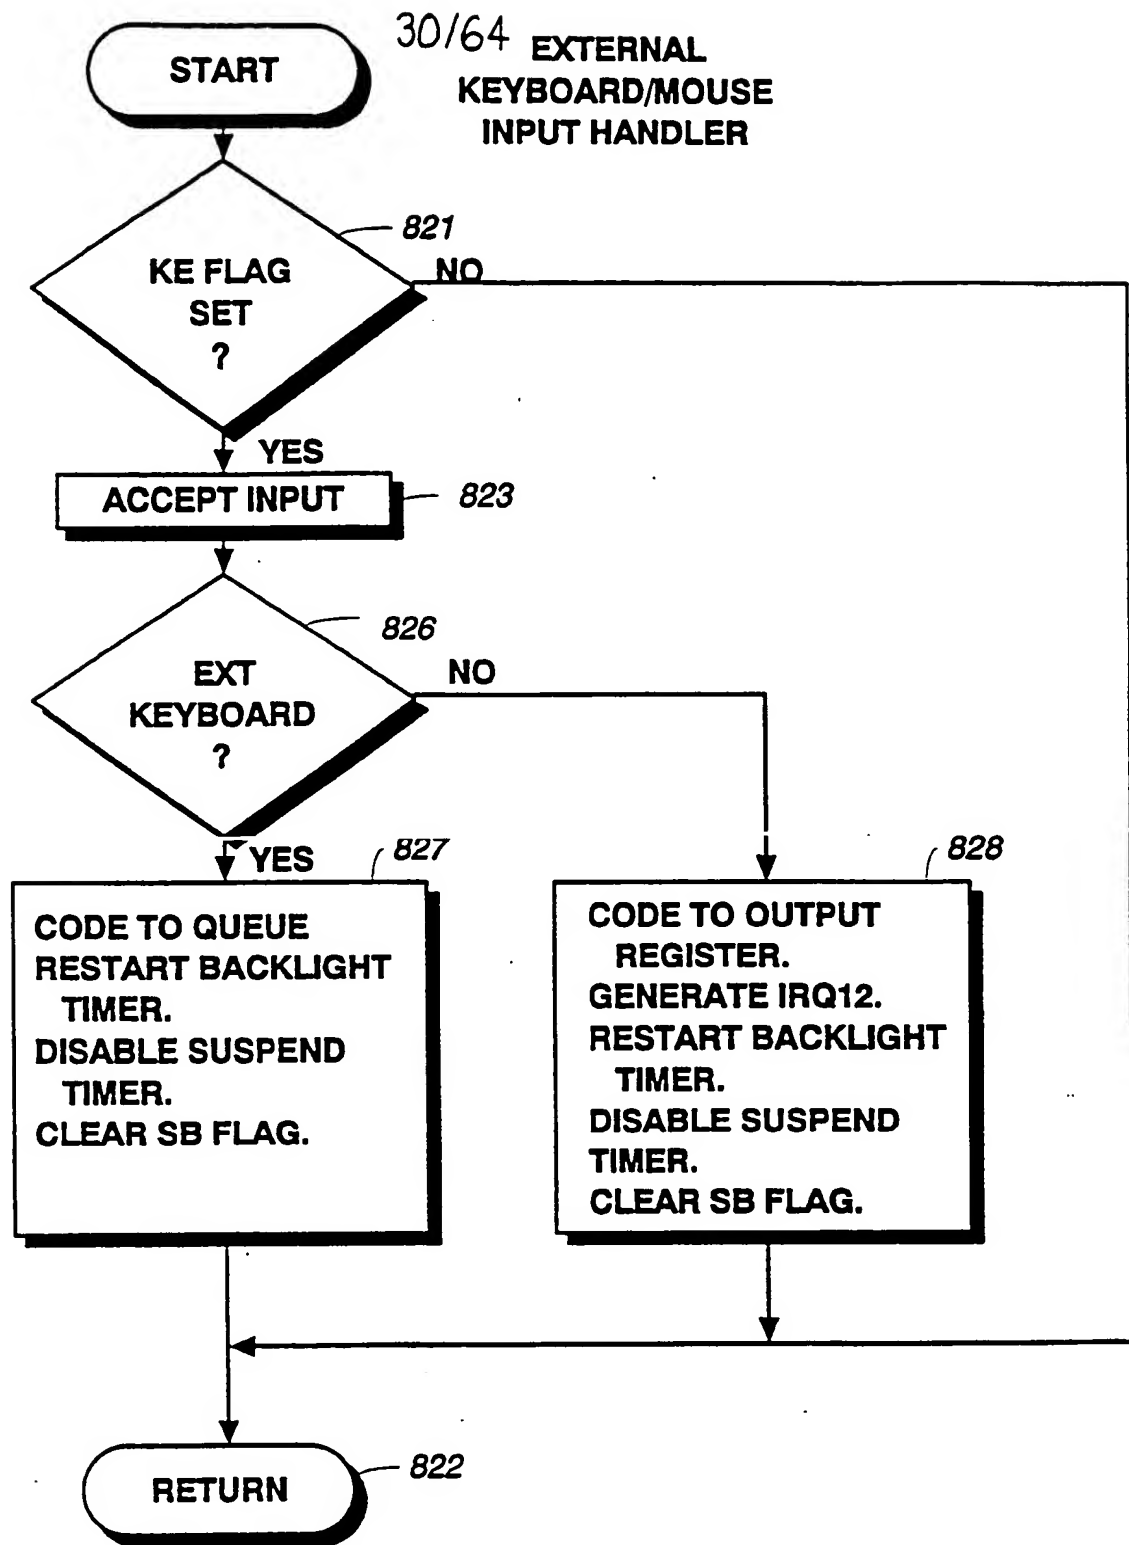 30/64
EXTERNAL
KEYBOARD/MOUSE
INPUT HANDLER
START
821
KE FLAG
SET
?
NO
YES
ACCEPT INPUT
823
826
EXT
KEYBOARD
?
NO
YES
827
CODE TO QUEUE
RESTART BACKLIGHT
TIMER.
DISABLE SUSPEND
TIMER.
CLEAR SB FLAG.
828
CODE TO OUTPUT
REGISTER.
GENERATE IRQ12.
RESTART BACKLIGHT
TIMER.
DISABLE SUSPEND
TIMER.
CLEAR SB FLAG.
RETURN
822